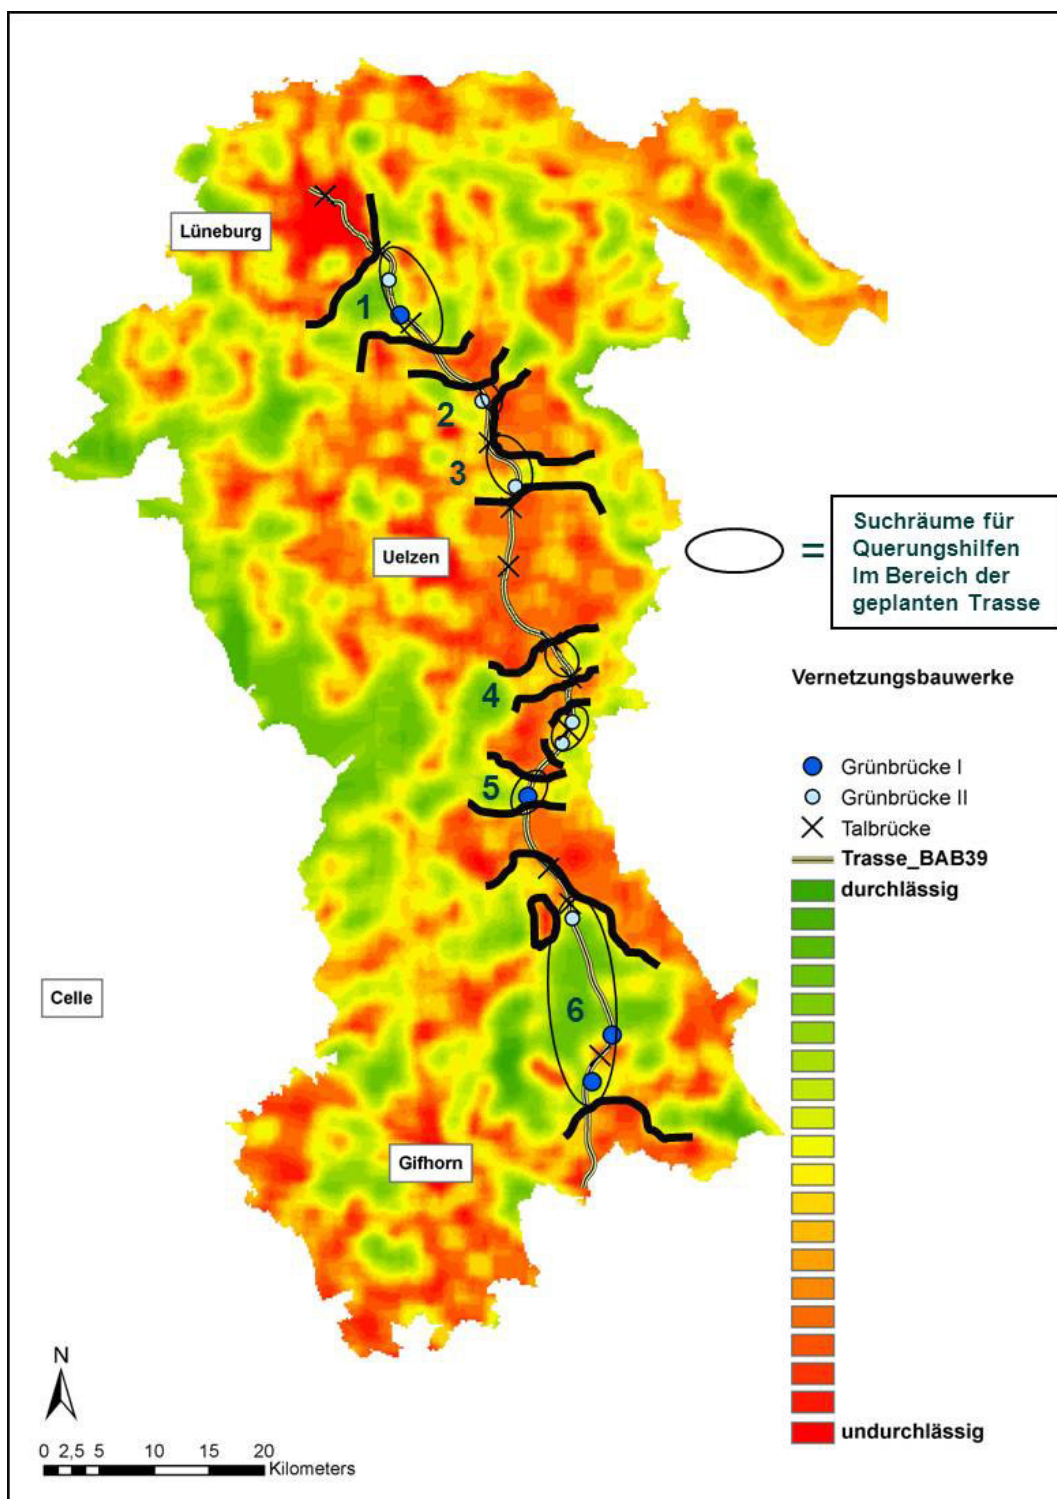 Lüneburg
1
2
3
Uelzen
= Suchräume für
Querungshilfen
Im Bereich der
geplanten Trasse
4
Vernetzungsbauwerke
5
Grünbrücke I
Grünbrücke II
Talbrücke
Trasse_BAB39
durchlässig
Celle
6
Gifhorn
undurchlässig
N
0 2,5 5 10 15 20
Kilometers